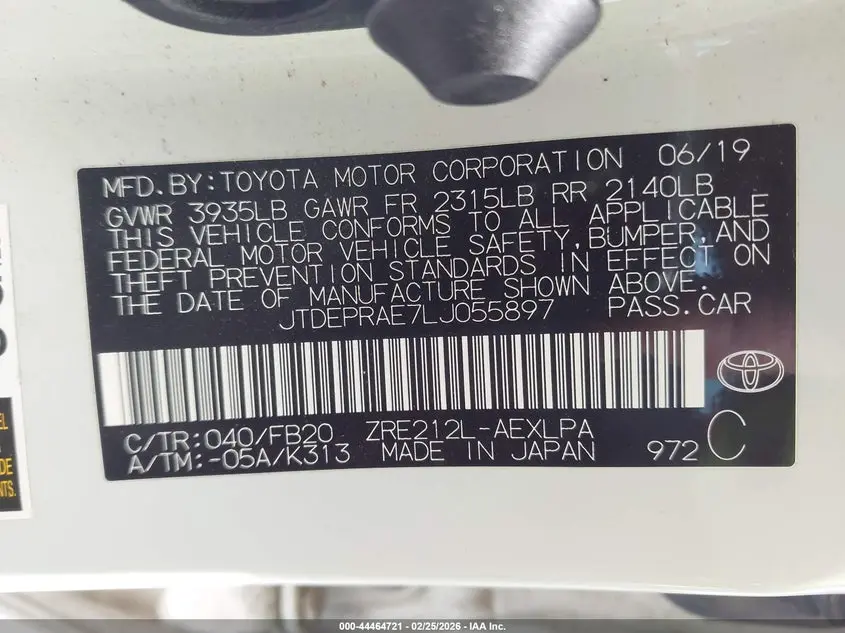 MFD. BY: TOYOTA MOTOR CORPORATION 06/19
GVWR 3935LB GAWR FR 2315LB RR 2140LB
THIS VEHICLE CONFORMS TO ALL APPLICABLE
FEDERAL MOTOR VEHICLE SAFETY, BUMPER, AND
THEFT PREVENTION STANDARDS IN EFFECT ON
THE DATE OF MANUFACTURE SHOWN ABOVE.
JTDEPRAE7LJ055897 PASS. CAR
C/TR: 040/FB20 ZRE212L-AEXLPA
A/TM: -05A/K313 MADE IN JAPAN 972 C
000-44464721 | 02/25/2026 - IAA Inc.